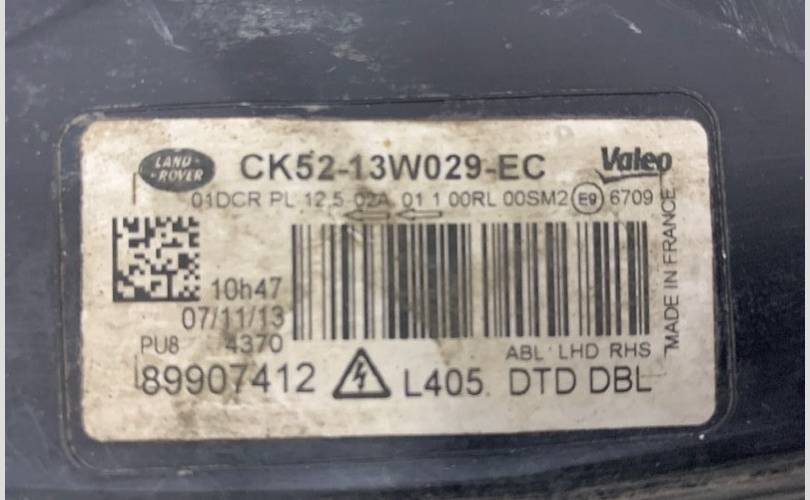 LAND-ROVER CK52-13W029-EC Valeo
01DCR PL 12,5 02A 01 1 00RL 00SM2 E9 6709
10h47
07/11/13
PU8 4370 ABL LHD RHS
89907412 L405 DTD DBL
MADE IN FRANCE